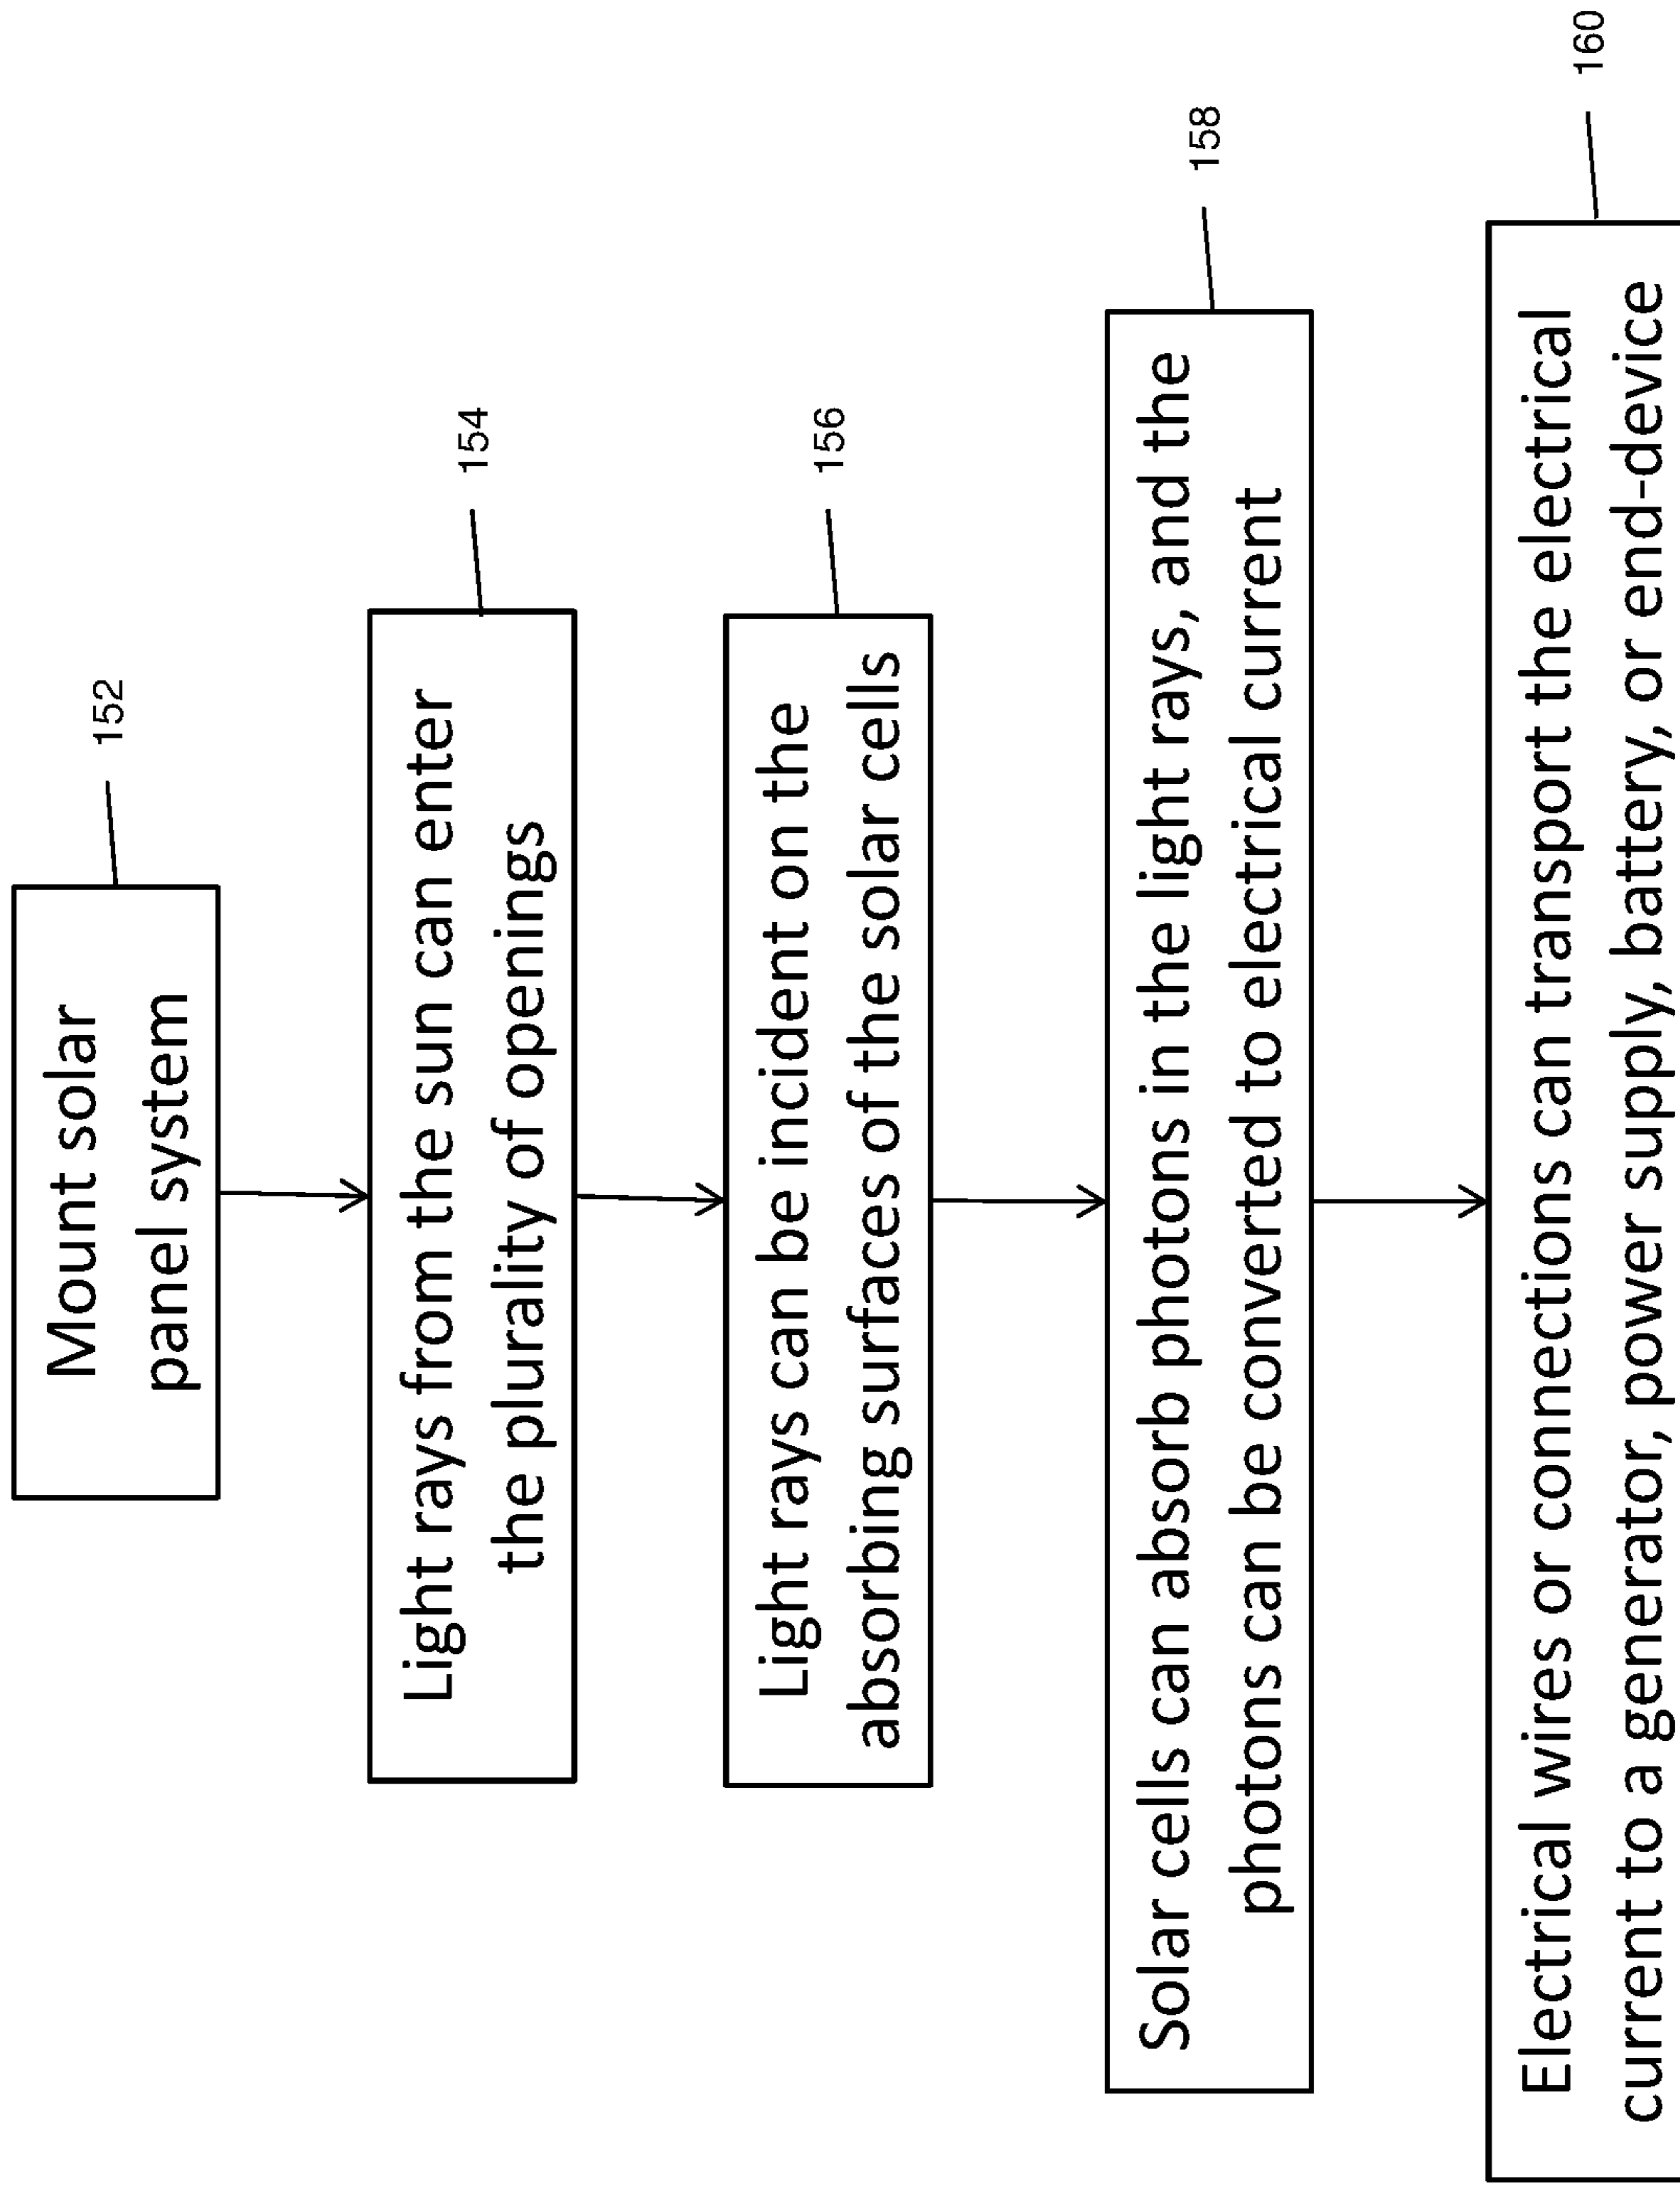 Mount solar
panel system
152
Light rays from the sun can enter
the plurality of openings
154
Light rays can be incident on the
absorbing surfaces of the solar cells
156
Solar cells can absorb photons in the light rays, and the
photons can be converted to electrical current
158
Electrical wires or connections can transport the electrical
current to a generator, power supply, battery, or end-device
160